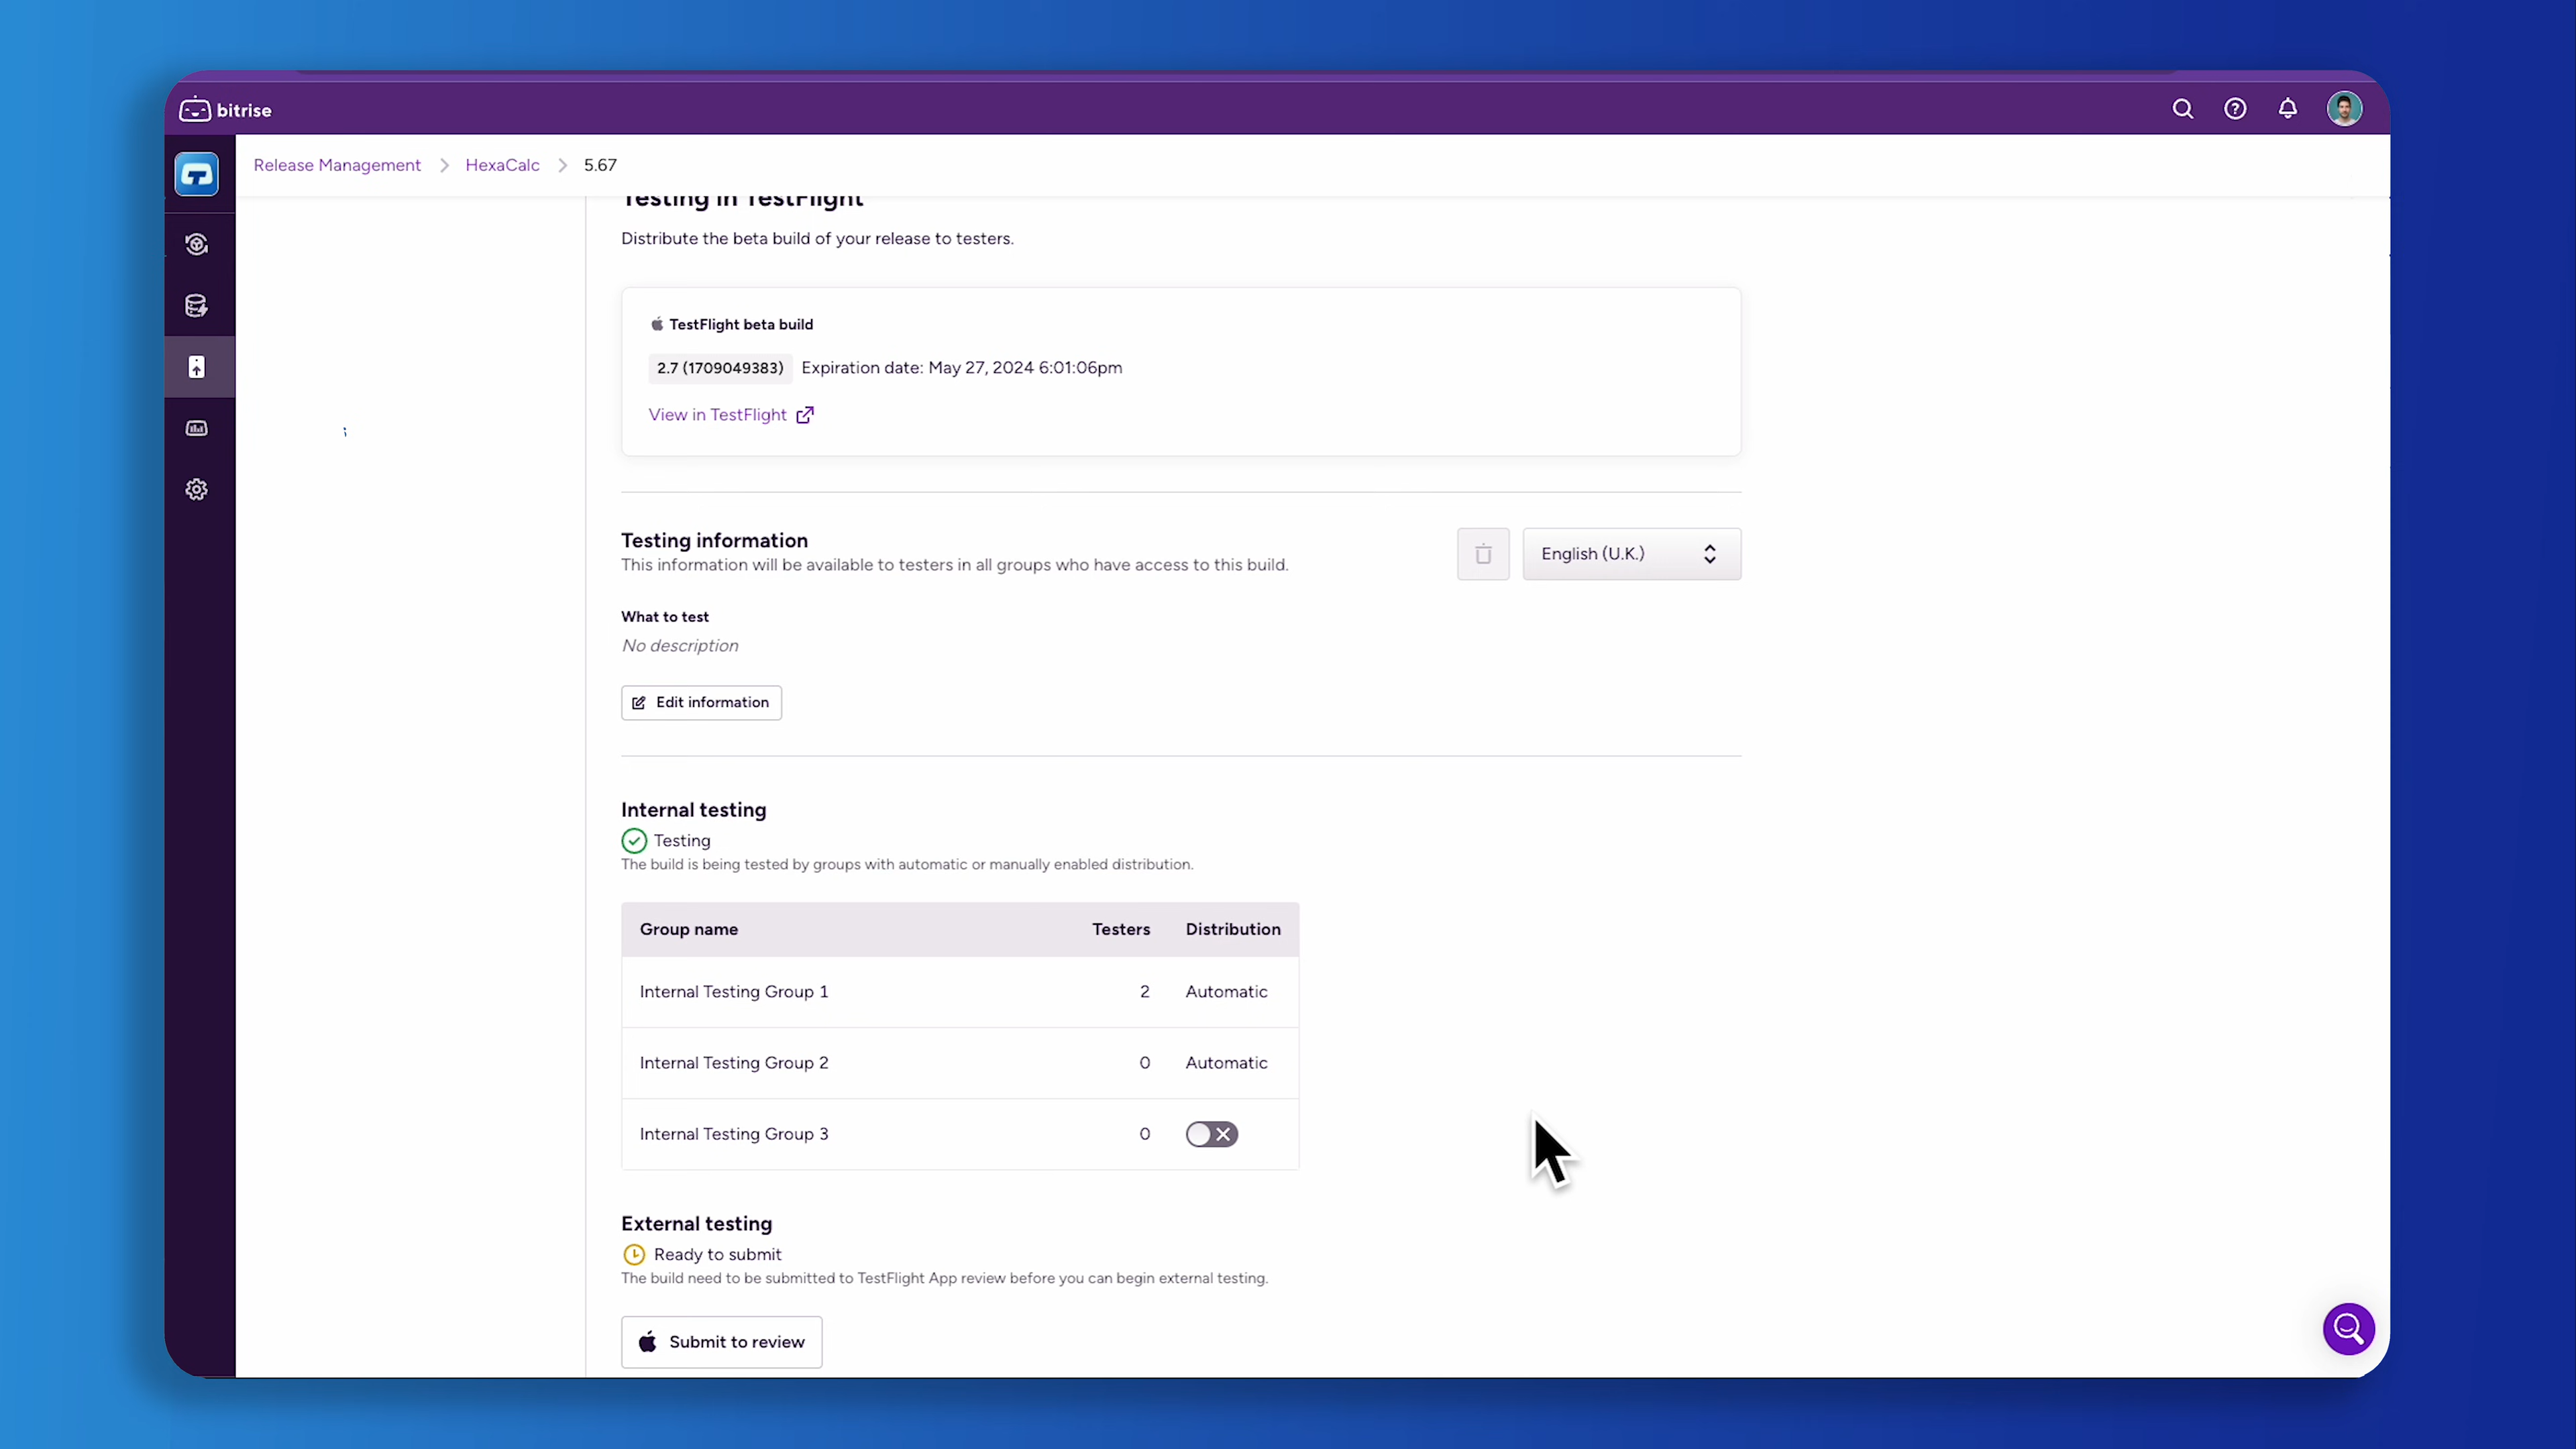 bitrise
Release Management HexaCalc 5.67
Testing in TestFlight
Distribute the beta build of your release to testers.
TestFlight beta build
2.7 (1709049383) Expiration date: May 27, 2024 6:01:06pm
View in TestFlight
Testing information
English (U.K.)
This information will be available to testers in all groups who have access to this build.
What to test
No description
Edit information
Internal testing
Testing
The build is being tested by groups with automatic or manually enabled distribution.
Group name Testers Distribution
Internal Testing Group 1 2 Automatic
Internal Testing Group 2 0 Automatic
Internal Testing Group 3 0
External testing
Ready to submit
The build need to be submitted to TestFlight App review before you can begin external testing.
Submit to review